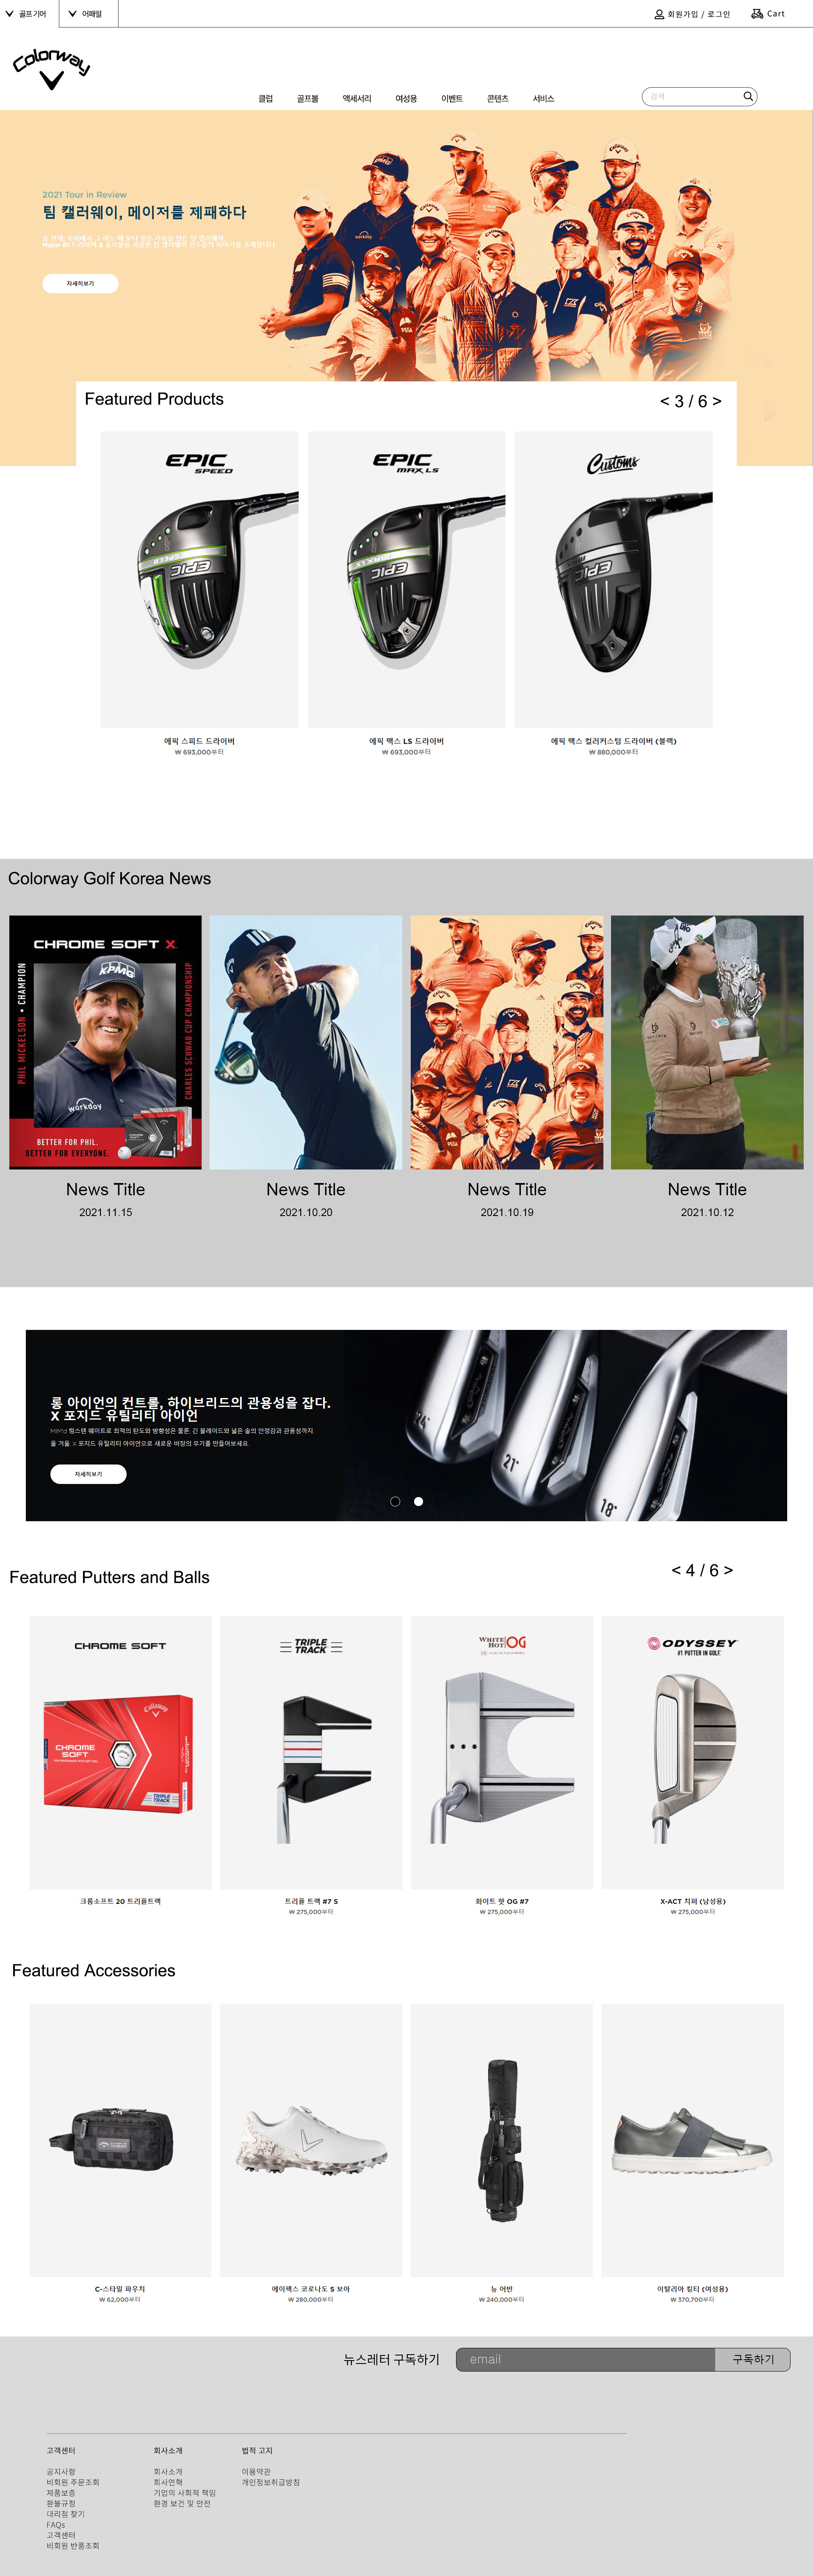 골프기어
어패럴
회원가입 / 로그인
Cart
Colorway
클럽
골프볼
액세서리
여성용
이벤트
콘텐츠
서비스
검색
2021 Tour in Review
팀 캘러웨이, 메이저를 제패하다
자세히보기
Featured Products
< 3 / 6 >
EPIC
SPEED
EPIC
MAX LS
Customs
에픽 스피드 드라이버
₩ 693,000부터
에픽 맥스 LS 드라이버
₩ 693,000부터
에픽 맥스 컬러커스텀 드라이버 (블랙)
₩ 880,000부터
Colorway Golf Korea News
CHROME SOFT X
PHIL MICKELSON • CHAMPION
CHARLES SCHWAB CUP CHAMPIONSHIP
KPMG
workday
BETTER FOR PHIL.
BETTER FOR EVERYONE.
News Title
2021.11.15
News Title
2021.10.20
News Title
2021.10.19
News Title
2021.10.12
롱 아이언의 컨트롤, 하이브리드의 관용성을 잡다.
X 포지드 유틸리티 아이언
MIM'd 텅스텐 웨이트로 최적의 탄도와 방향성은 물론, 긴 블레이드와 넓은 솔의 안정감과 관용성까지.
올 겨울, X 포지드 유틸리티 아이언으로 새로운 비장의 무기를 만들어보세요.
자세히보기
24°
21°
18°
Featured Putters and Balls
< 4 / 6 >
CHROME SOFT
Callaway
CHROME
SOFT
TRIPLE
TRACK
TRIPLE
TRACK
WHITE HOT OG
ODYSSEY
#1 PUTTER IN GOLF
크롬소프트 20 트리플트랙
트리플 트랙 #7 S
₩ 275,000부터
화이트 핫 OG #7
₩ 275,000부터
X-ACT 치퍼 (남성용)
₩ 275,000부터
Featured Accessories
C-스타일 파우치
₩ 62,000부터
에이펙스 코로나도 S 보아
₩ 280,000부터
뉴 어반
₩ 240,000부터
이탈리아 킬티 (여성용)
₩ 370,700부터
뉴스레터 구독하기
email
구독하기
고객센터
공지사항
비회원 주문조회
제품보증
환불규정
대리점 찾기
FAQs
고객센터
비회원 반품조회
회사소개
회사소개
회사연혁
기업의 사회적 책임
환경 보건 및 안전
법적 고지
이용약관
개인정보취급방침